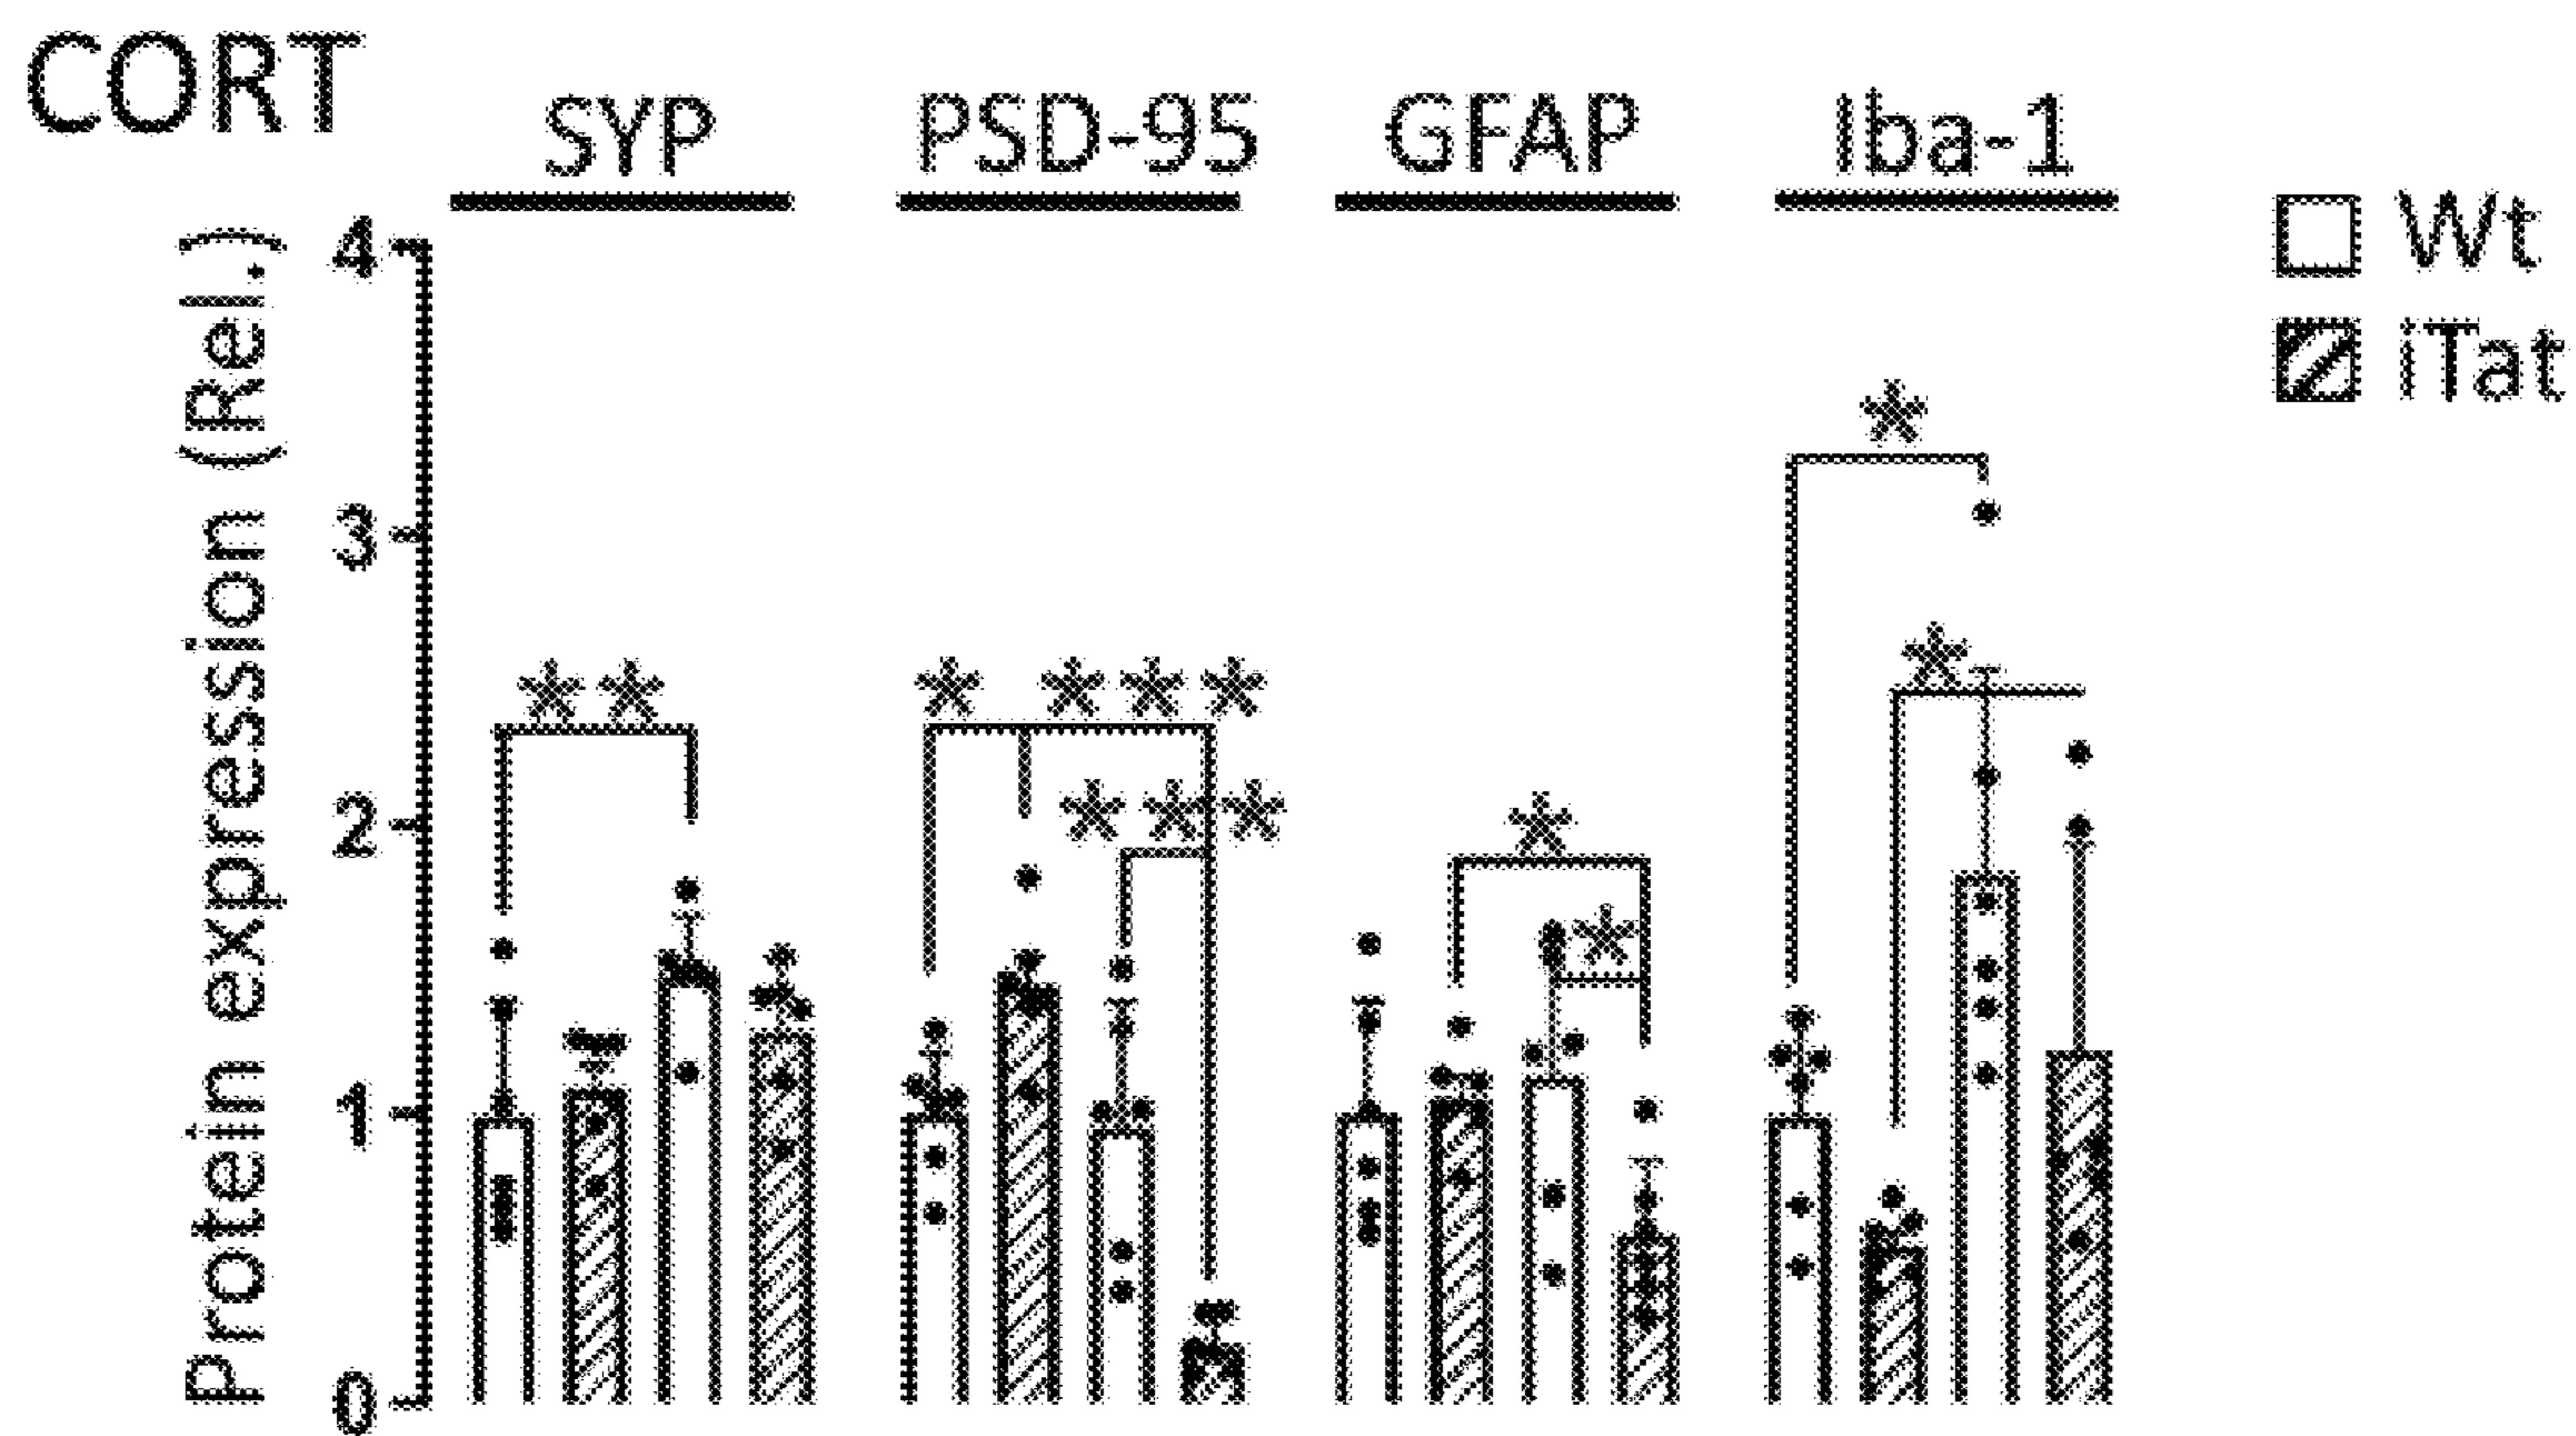 CORT
SYP PSD-95 GFAP Iba-1
Wt
iTat
Protein expression (Rel.)
4
3
2
1
0
*
*
** * ***
***
*
*